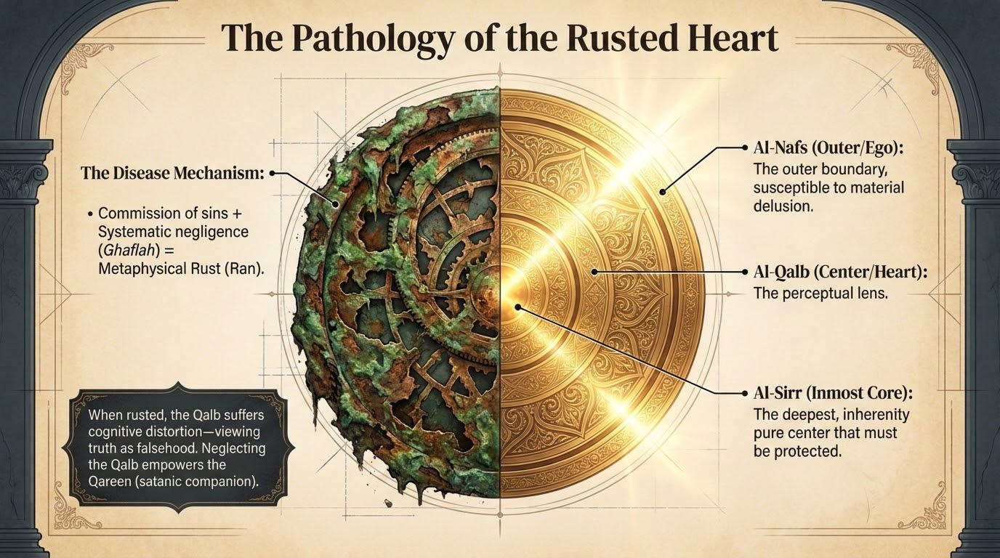 The Pathology of the Rusted Heart
The Disease Mechanism:
• Commission of sins +
Systematic negligence
(Ghaflah) =
Metaphysical Rust (Ran).
When rusted, the Qalb suffers
cognitive distortion—viewing
truth as falsehood. Neglecting
the Qalb empowers the
Qareen (satanic companion).
Al-Nafs (Outer/Ego):
The outer boundary,
susceptible to material
delusion.
Al-Qalb (Center/Heart):
The perceptual lens.
Al-Sirr (Inmost Core):
The deepest, inherenity
pure center that must
be protected.